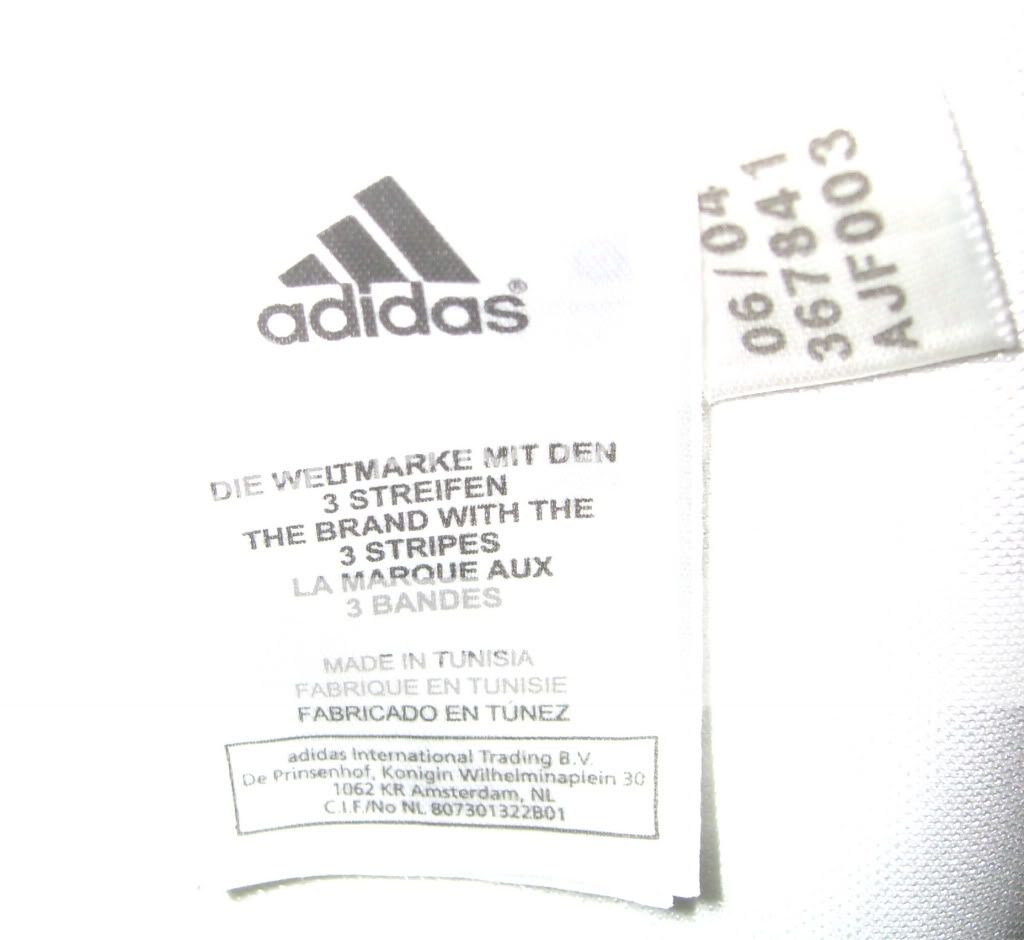 adidas®
DIE WELTMARKE MIT DEN
3 STREIFEN
THE BRAND WITH THE
3 STRIPES
LA MARQUE AUX
3 BANDES
MADE IN TUNISIA
FABRIQUE EN TUNISIE
FABRICADO EN TÚNEZ
adidas International Trading B.V.
De Prinsenhof, Konigin Wilhelminaplein 30
1062 KR Amsterdam, NL
C.I.F./No NL 807301322B01
06/04
367841
AJF003